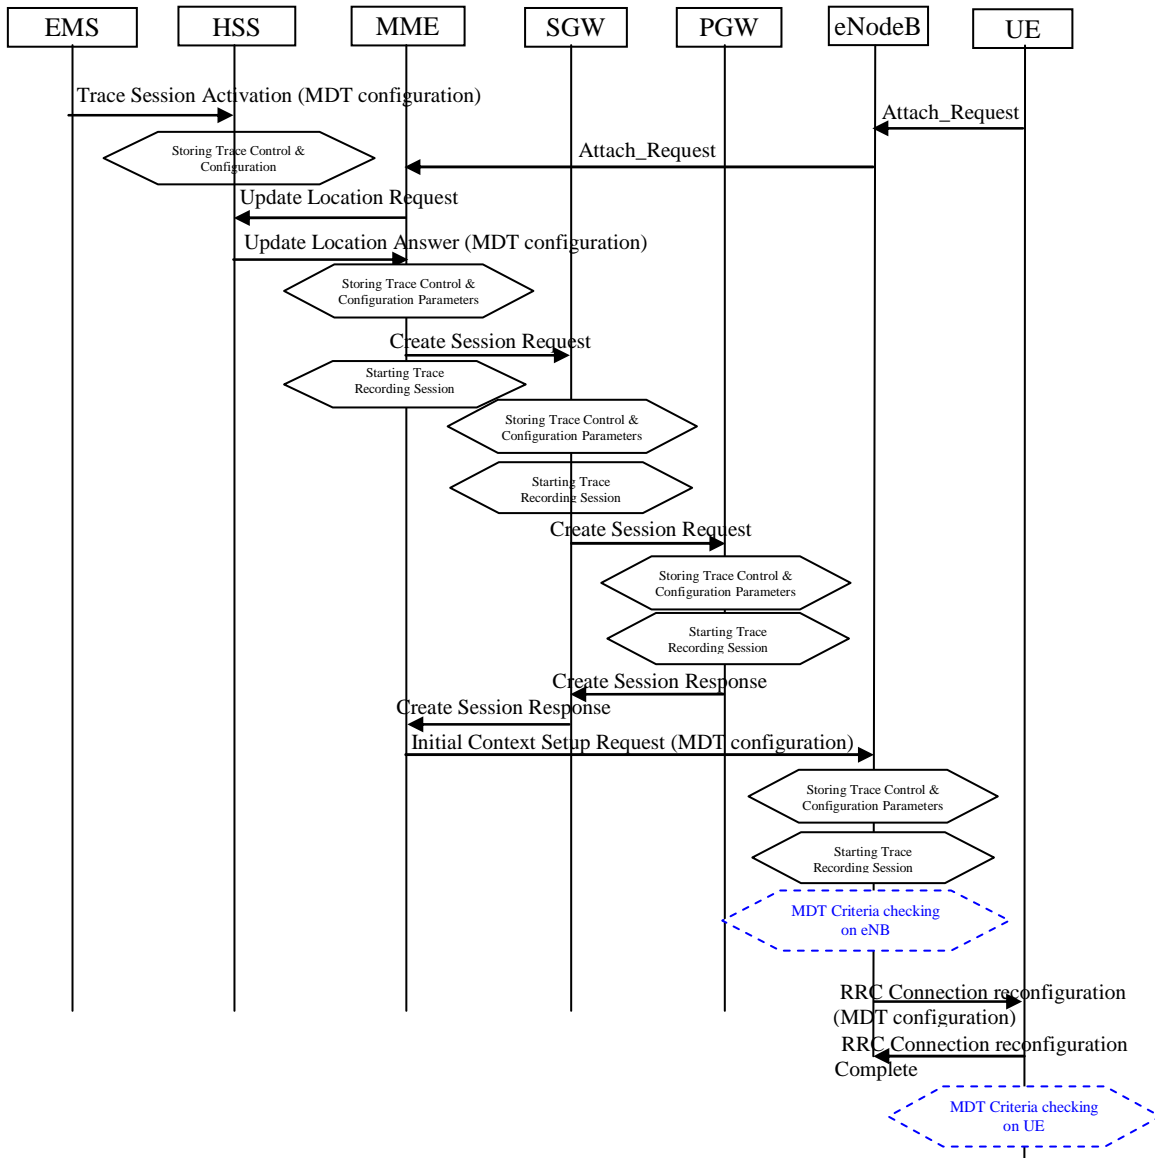 EMS
HSS
MME
SGW
PGW
eNodeB
UE
Trace Session Activation (MDT configuration)
Attach_Request
Storing Trace Control &
Configuration
Attach_Request
Update Location Request
Update Location Answer (MDT configuration)
Storing Trace Control &
Configuration Parameters
Create Session Request
Starting Trace
Recording Session
Storing Trace Control &
Configuration Parameters
Starting Trace
Recording Session
Create Session Request
Storing Trace Control &
Configuration Parameters
Starting Trace
Recording Session
Create Session Response
Create Session Response
Initial Context Setup Request (MDT configuration)
Storing Trace Control &
Configuration Parameters
Starting Trace
Recording Session
MDT Criteria checking
on eNB
RRC Connection reconfiguration
(MDT configuration)
RRC Connection reconfiguration
Complete
MDT Criteria checking
on UE